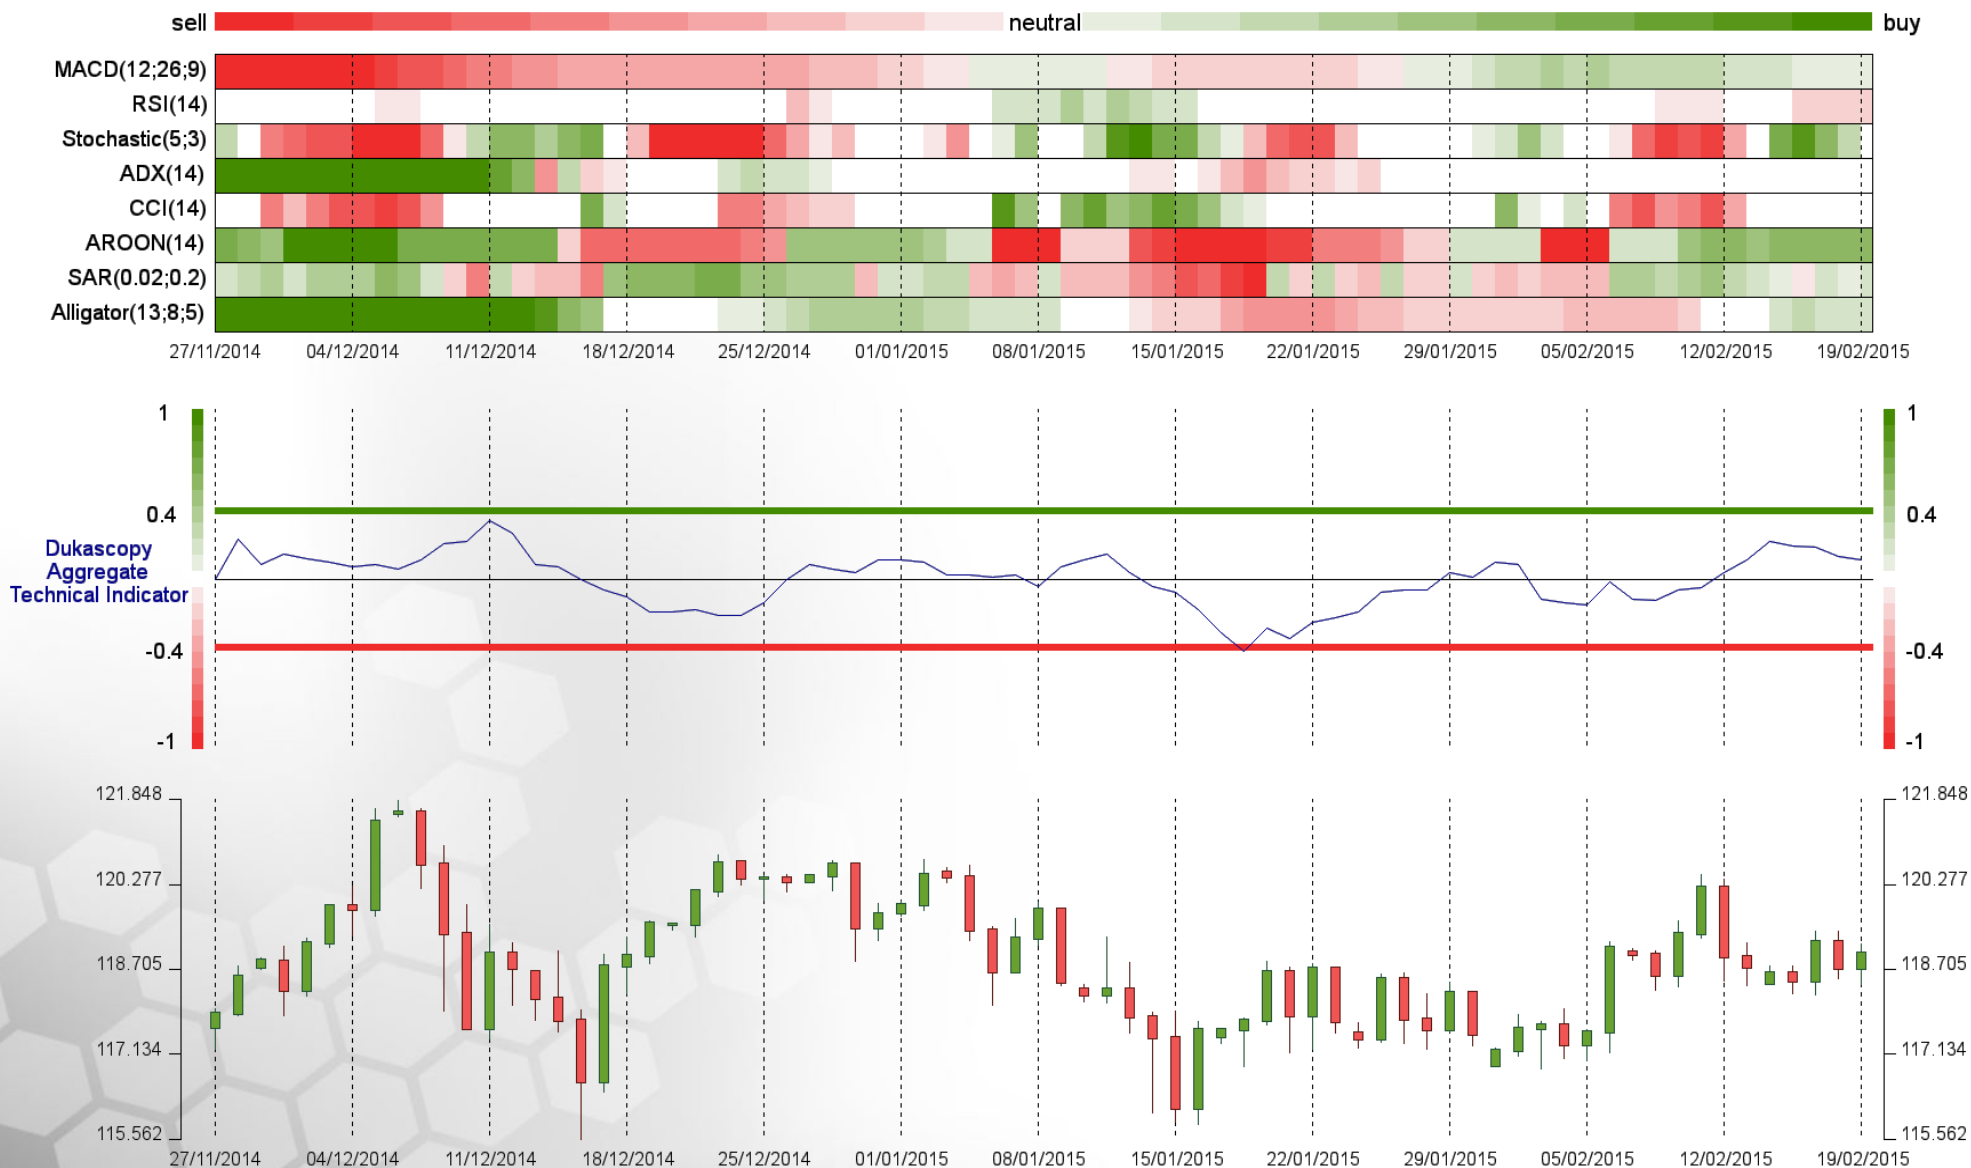 sell neutral buy
MACD(12;26;9)
RSI(14)
Stochastic(5;3)
ADX(14)
CCI(14)
AROON(14)
SAR(0.02;0.2)
Alligator(13;8;5)
27/11/2014 04/12/2014 11/12/2014 18/12/2014 25/12/2014 01/01/2015 08/01/2015 15/01/2015 22/01/2015 29/01/2015 05/02/2015 12/02/2015 19/02/2015
1 1
0.4 0.4
Dukascopy
Aggregate
Technical Indicator
-0.4 -0.4
-1 -1
121.848 121.848
120.277 120.277
118.705 118.705
117.134 117.134
115.562 115.562
27/11/2014 04/12/2014 11/12/2014 18/12/2014 25/12/2014 01/01/2015 08/01/2015 15/01/2015 22/01/2015 29/01/2015 05/02/2015 12/02/2015 19/02/2015